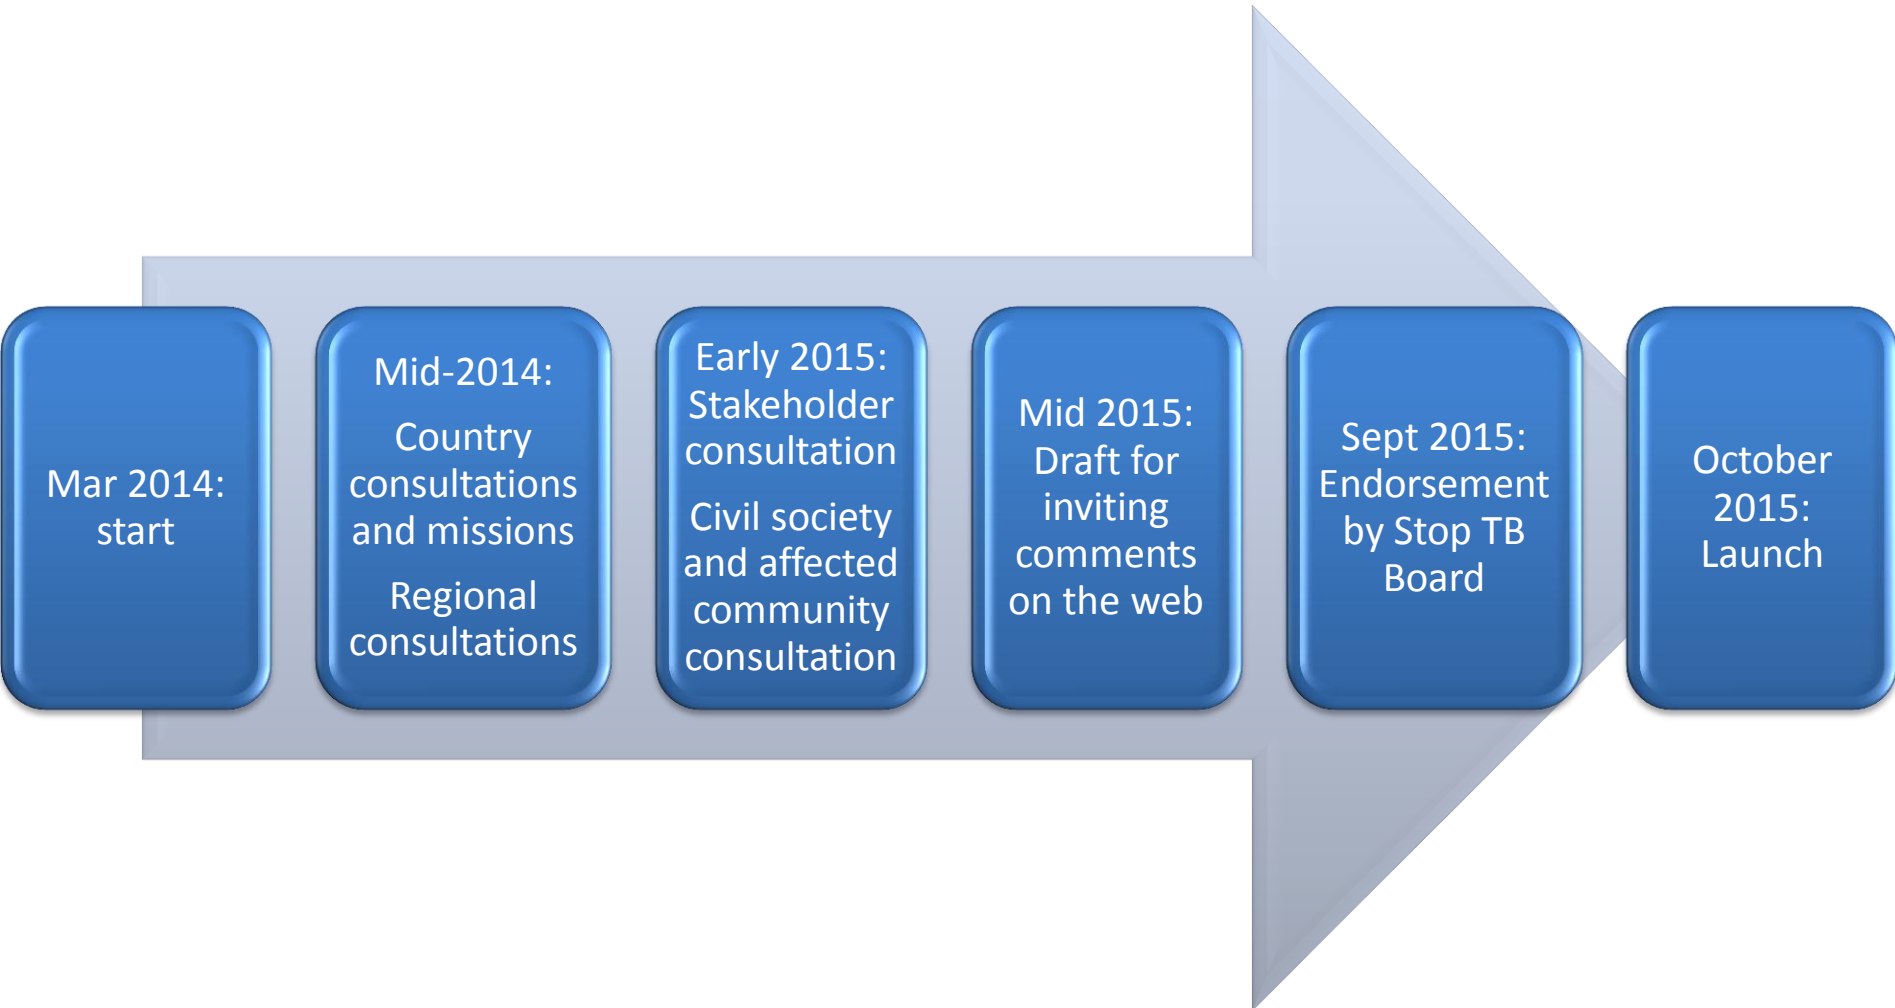 Mar 2014:
start
Mid-2014:
Country
consultations
and missions
Regional
consultations
Early 2015:
Stakeholder
consultation
Civil society
and affected
community
consultation
Mid 2015:
Draft for
inviting
comments
on the web
Sept 2015:
Endorsement
by Stop TB
Board
October
2015:
Launch